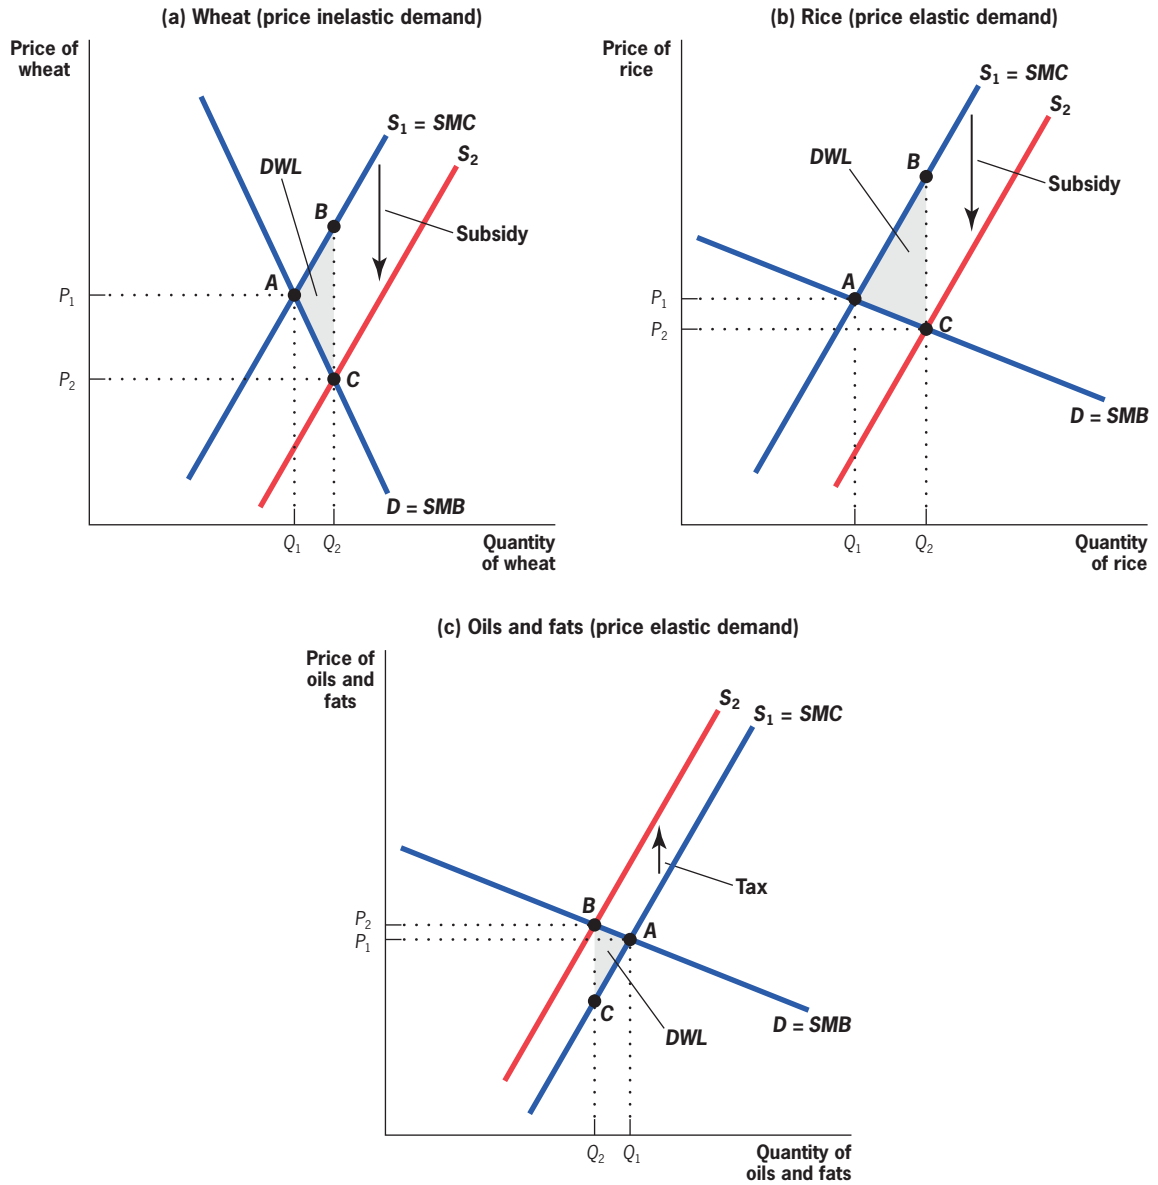 (a) Wheat (price inelastic demand)
Price of
wheat
S₁ = SMC
S₂
DWL
B
Subsidy
A
P₁
P₂
C
D = SMB
Q₁ Q₂
Quantity
of wheat
(b) Rice (price elastic demand)
Price of
rice
S₁ = SMC
S₂
DWL
B
Subsidy
A
P₁
P₂
C
D = SMB
Q₁ Q₂
Quantity
of rice
(c) Oils and fats (price elastic demand)
Price of
oils and
fats
S₂
S₁ = SMC
Tax
B
P₂
A
P₁
C
DWL
D = SMB
Q₂ Q₁
Quantity of
oils and fats